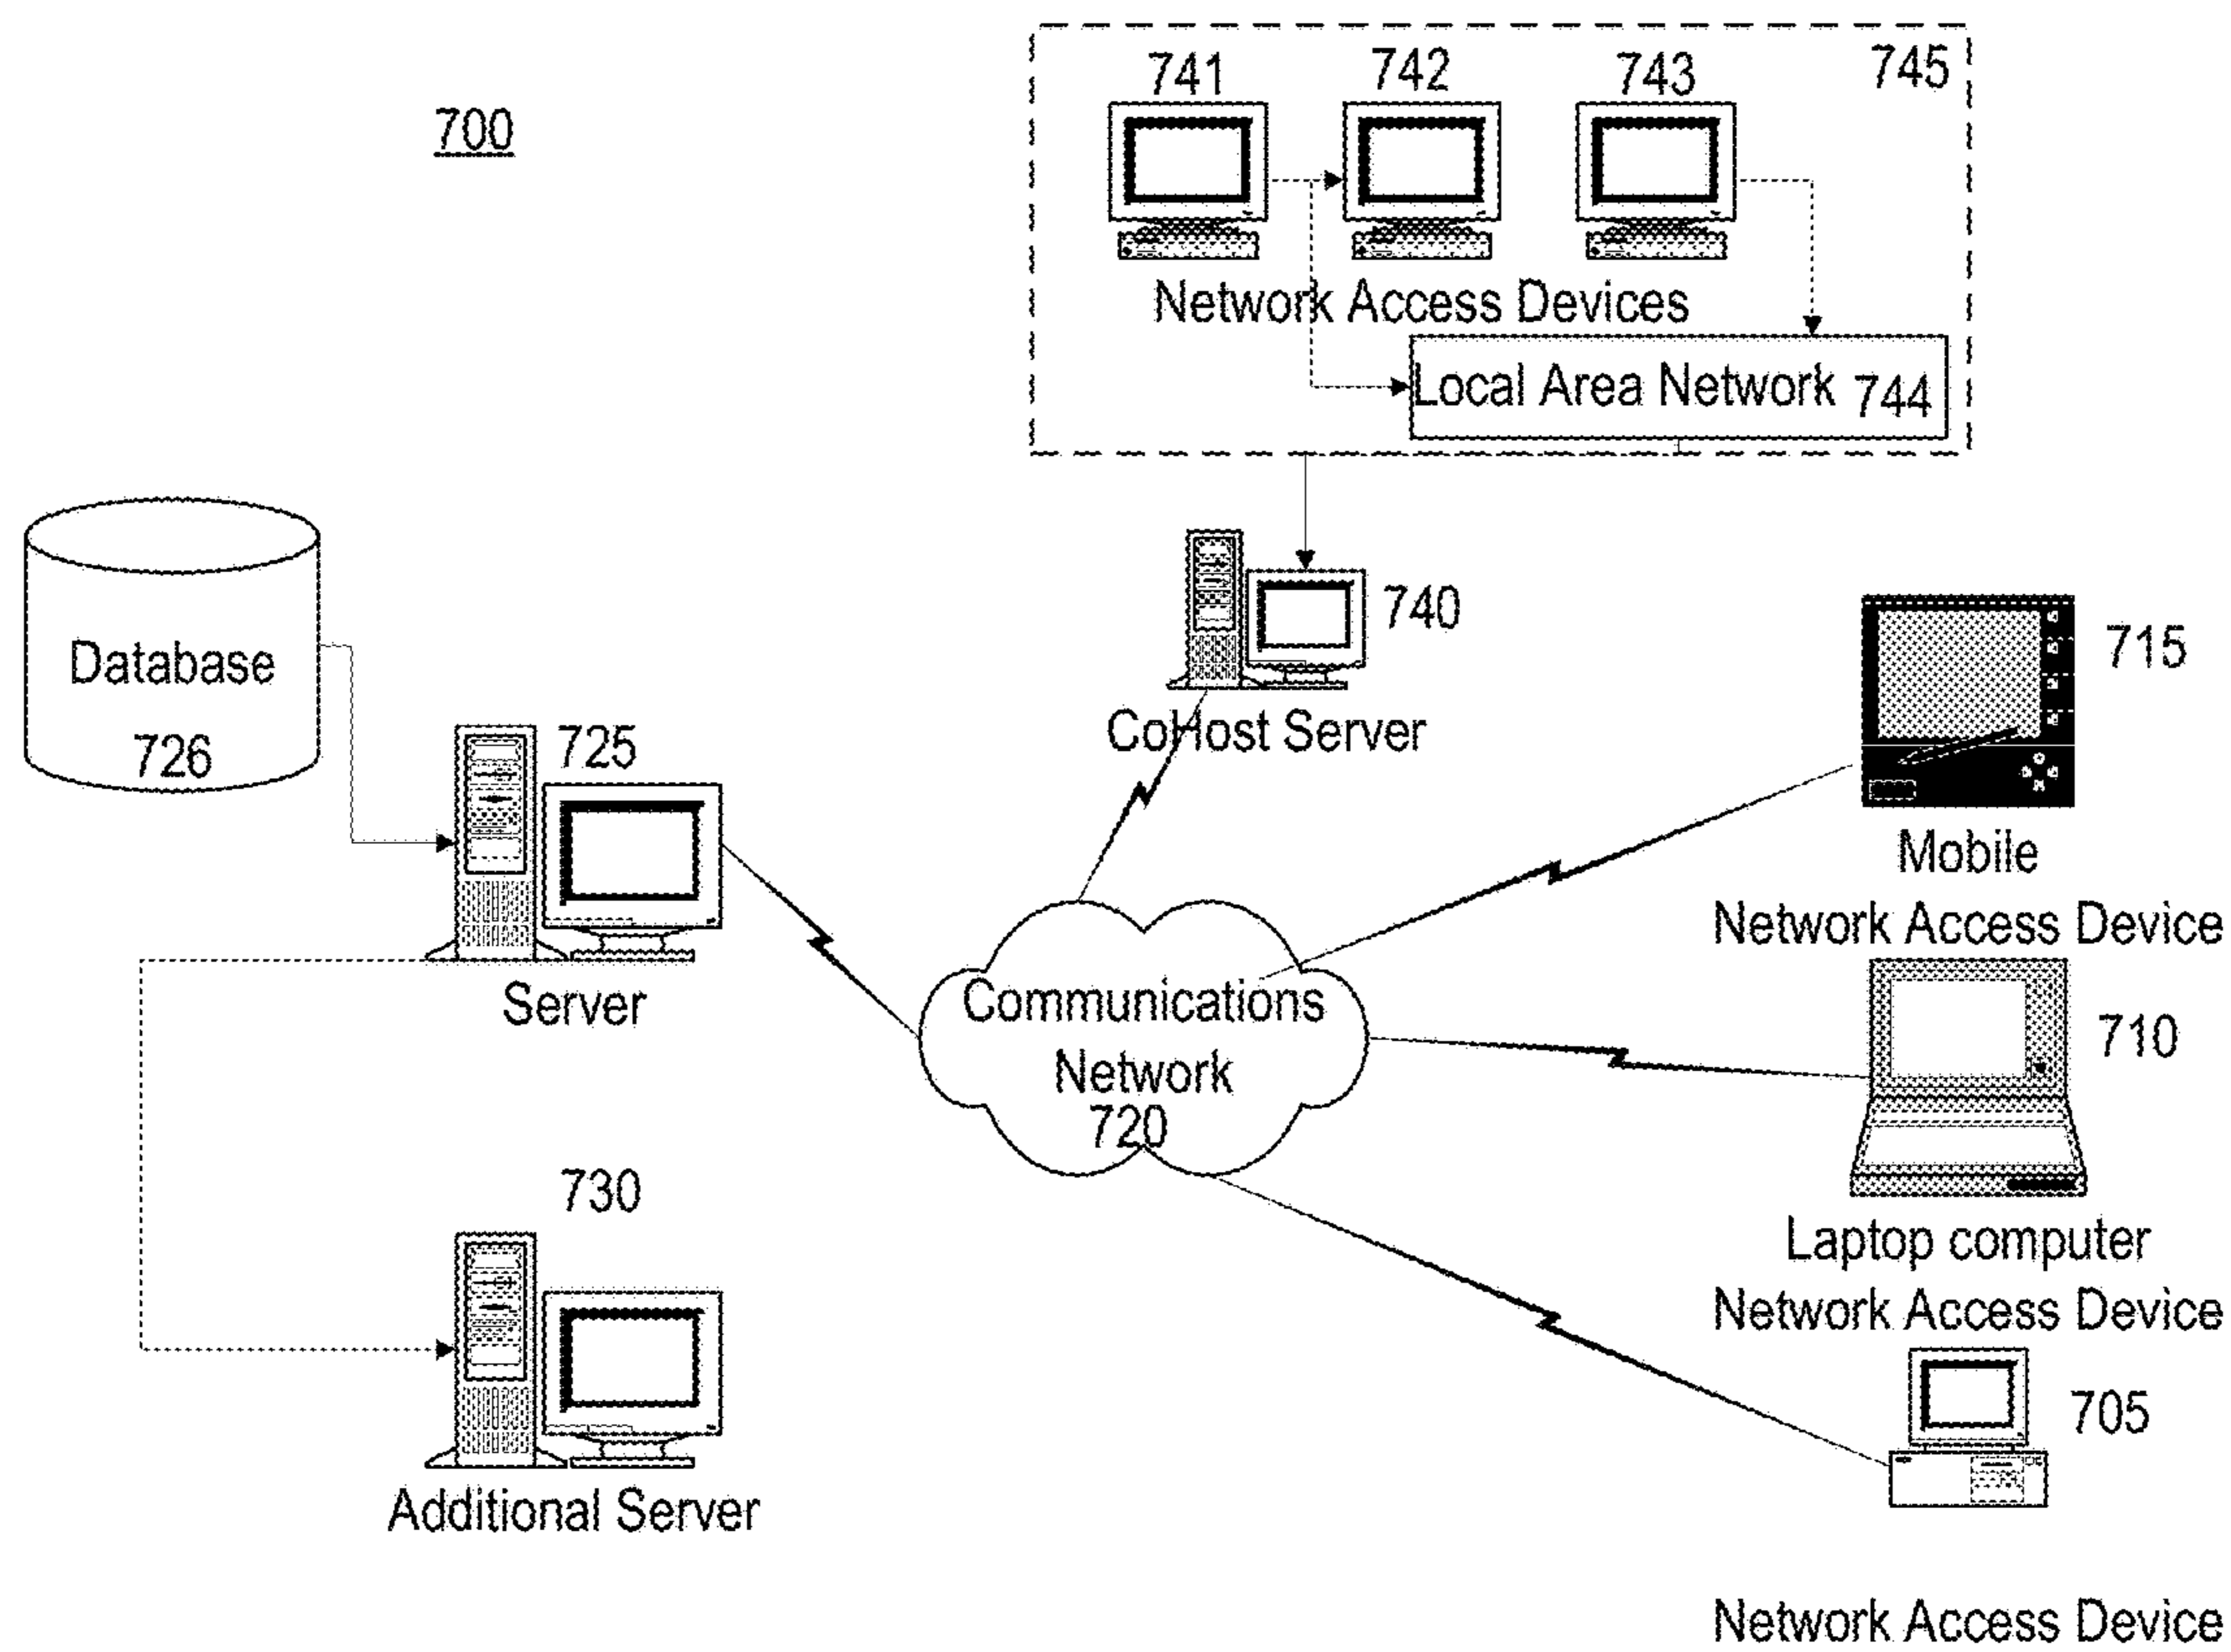 700
741 742 743 745
Network Access Devices
Local Area Network 744
Database
726
725
Server
740
CoHost Server
715
Mobile
Network Access Device
Communications
Network
720
710
Laptop computer
Network Access Device
730
Additional Server
705
Network Access Device